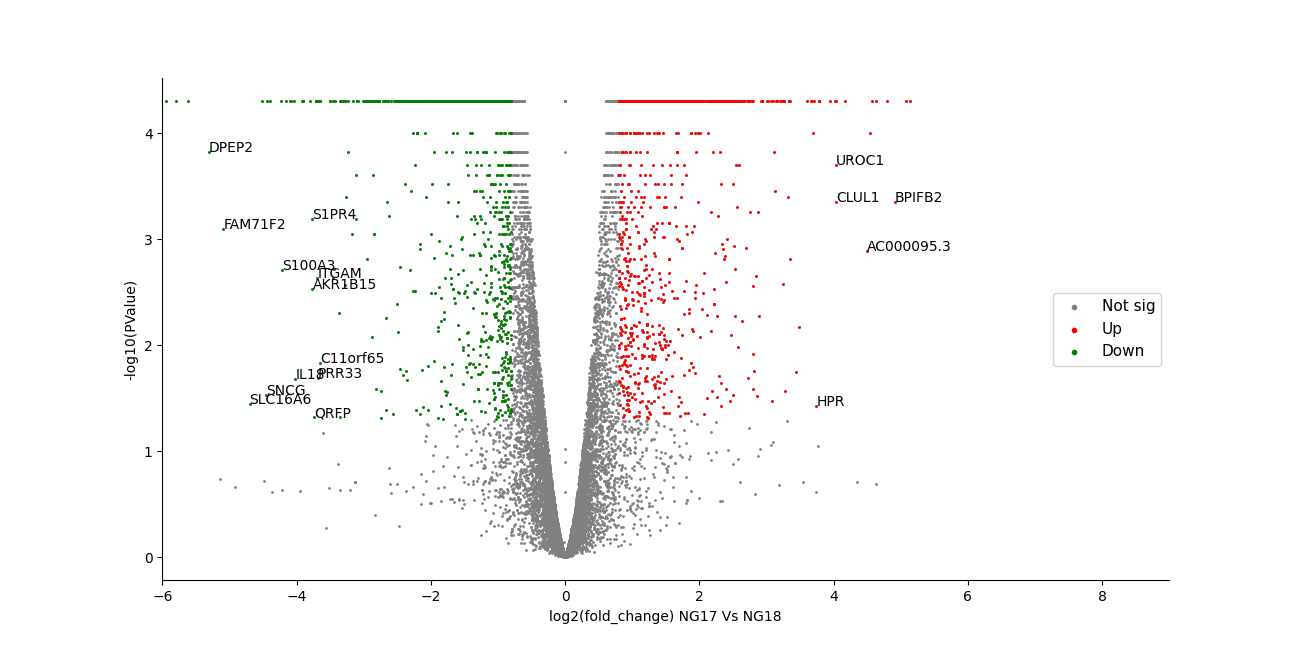 DPEP2
UROC1
CLUL1
BPIFB2
S1PR4
FAM71F2
AC000095.3
S100A3
ITGAM
AKR1B15
C11orf65
IL18
PRR33
SNCG
SLC16A6
QRFP
HPR
Not sig
Up
Down
4
3
2
1
0
-log10(PValue)
−6
−4
−2
0
2
4
6
8
log2(fold_change) NG17 Vs NG18